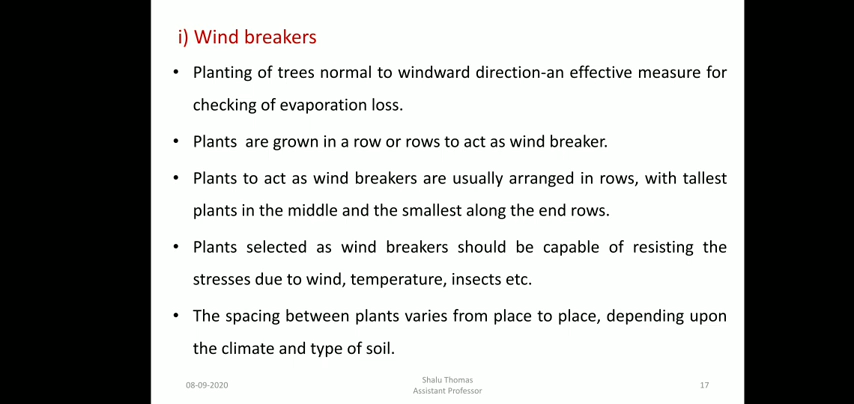 i) Wind breakers
• Planting of trees normal to windward direction-an effective measure for
checking of evaporation loss.
• Plants are grown in a row or rows to act as wind breaker.
• Plants to act as wind breakers are usually arranged in rows, with tallest
plants in the middle and the smallest along the end rows.
• Plants selected as wind breakers should be capable of resisting the
stresses due to wind, temperature, insects etc.
• The spacing between plants varies from place to place, depending upon
the climate and type of soil.
08-09-2020
Shalu Thomas
Assistant Professor
17